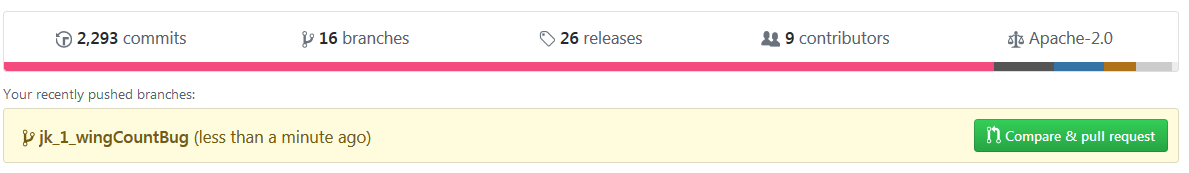 2,293 commits 16 branches 26 releases 9 contributors Apache-2.0
Your recently pushed branches:
jk_1_wingCountBug (less than a minute ago) Compare & pull request